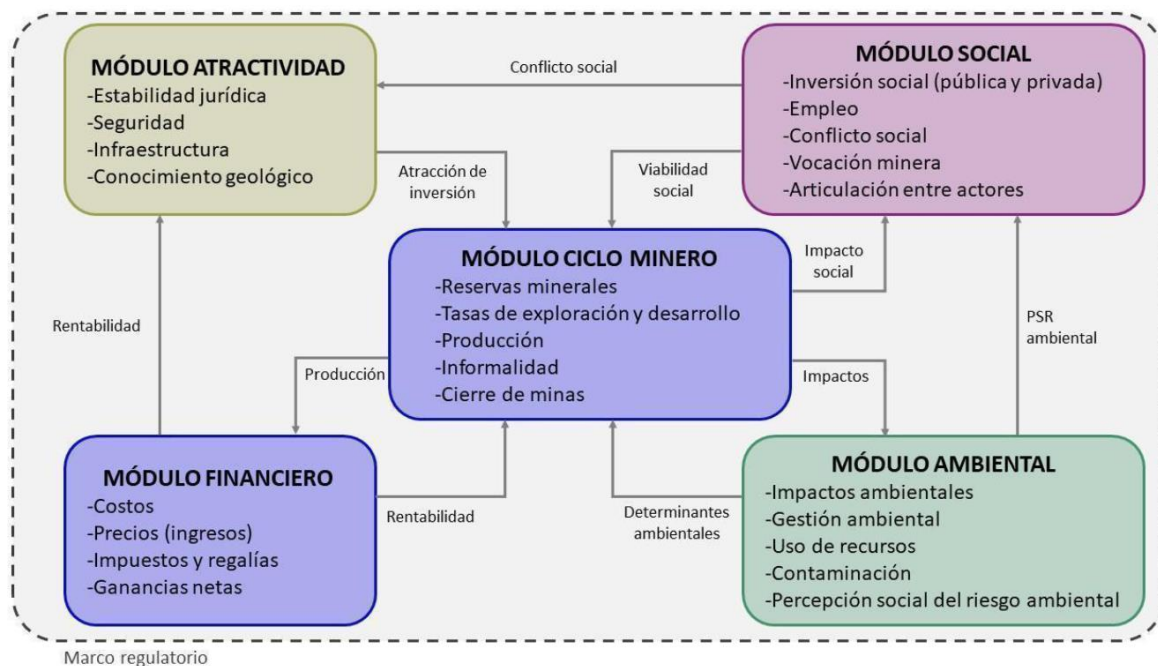 MÓDULO ATRACTIVIDAD
-Estabilidad jurídica
-Seguridad
-Infraestructura
-Conocimiento geológico
Conflicto social
MÓDULO SOCIAL
-Inversión social (pública y privada)
-Empleo
-Conflicto social
-Vocación minera
-Articulación entre actores
Atracción de
inversión
Viabilidad
social
MÓDULO CICLO MINERO
-Reservas minerales
-Tasas de exploración y desarrollo
-Producción
-Informalidad
-Cierre de minas
Impacto
social
Rentabilidad
PSR
ambiental
Producción
Impactos
MÓDULO FINANCIERO
-Costos
-Precios (ingresos)
-Impuestos y regalías
-Ganancias netas
Rentabilidad
Determinantes
ambientales
MÓDULO AMBIENTAL
-Impactos ambientales
-Gestión ambiental
-Uso de recursos
-Contaminación
-Percepción social del riesgo ambiental
Marco regulatorio